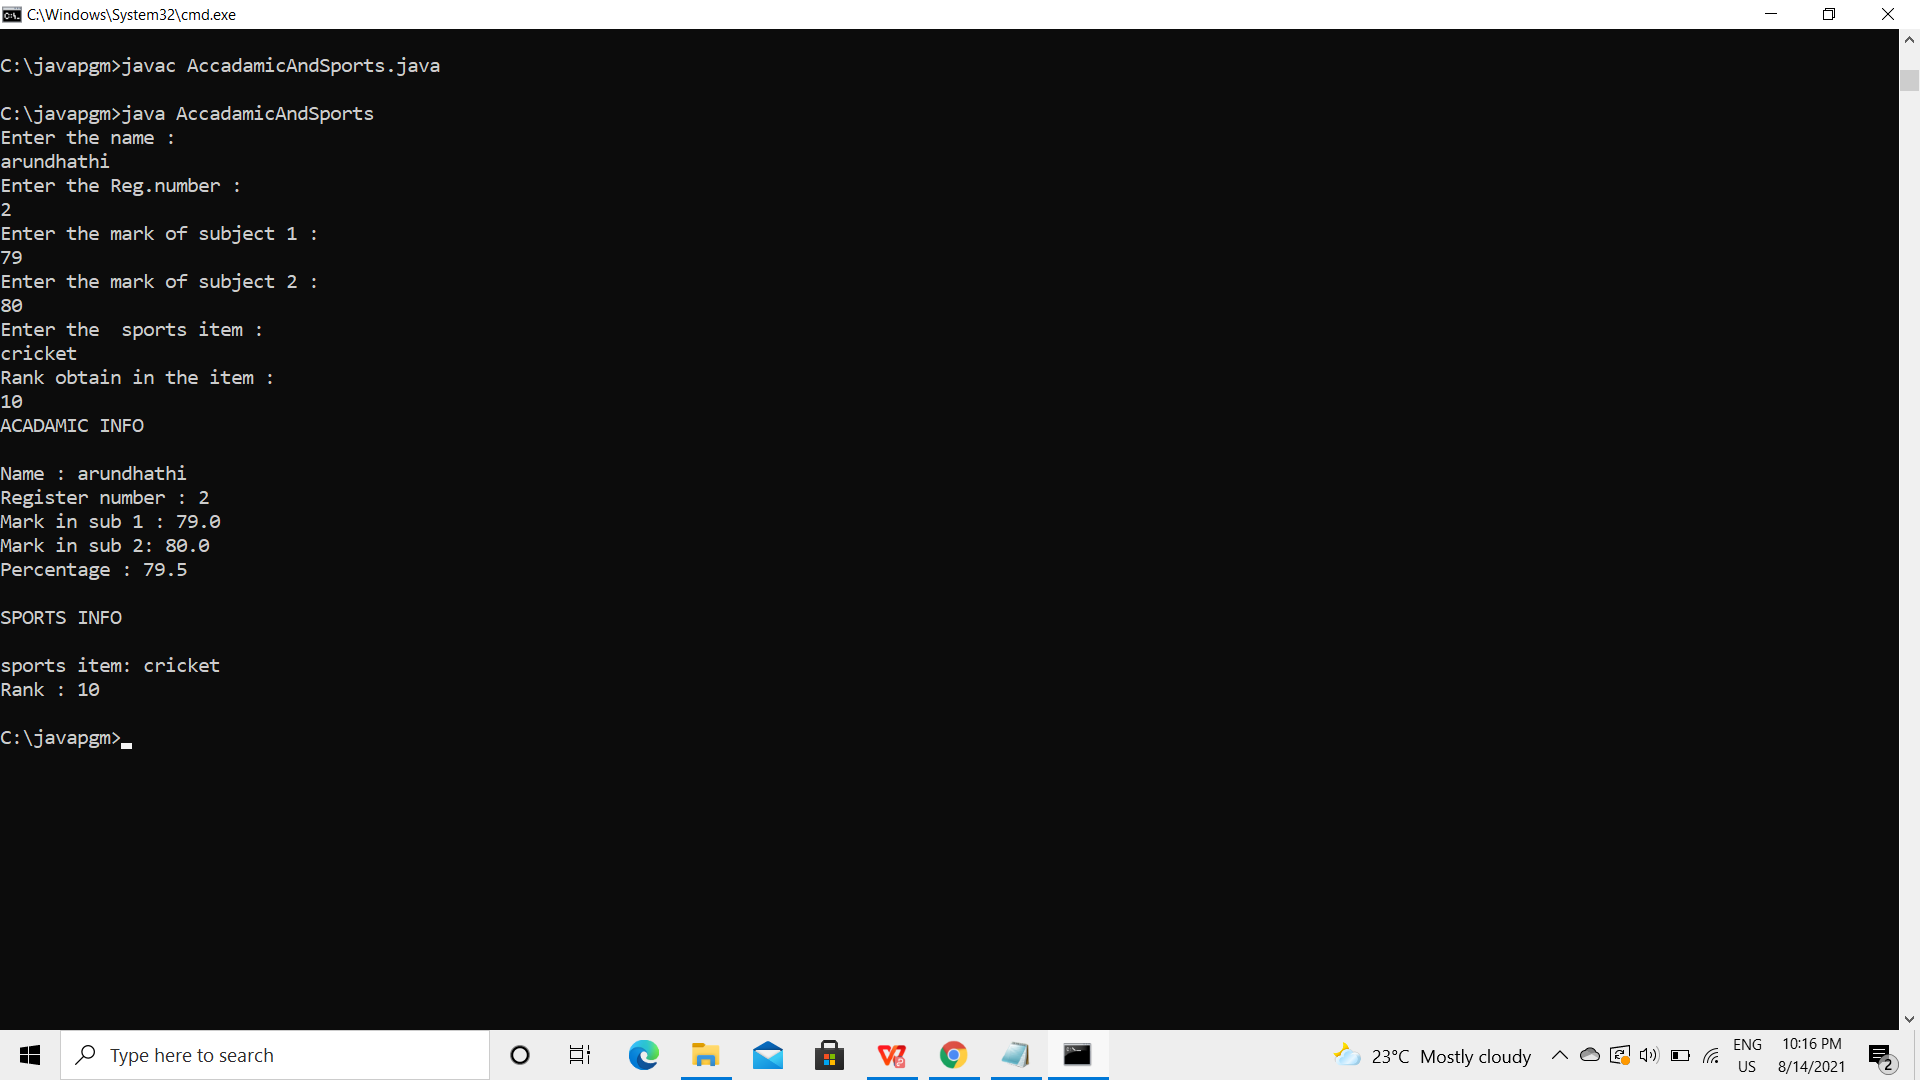 C:\Windows\System32\cmd.exe
C:\javapgm>javac AccadamicAndSports.java
C:\javapgm>java AccadamicAndSports
Enter the name :
arundhathi
Enter the Reg.number :
2
Enter the mark of subject 1 :
79
Enter the mark of subject 2 :
80
Enter the  sports item :
cricket
Rank obtain in the item :
10
ACADAMIC INFO
Name : arundhathi
Register number : 2
Mark in sub 1 : 79.0
Mark in sub 2: 80.0
Percentage : 79.5
SPORTS INFO
sports item: cricket
Rank : 10
C:\javapgm>
Type here to search
23°C Mostly cloudy
ENG
US
10:16 PM
8/14/2021
2